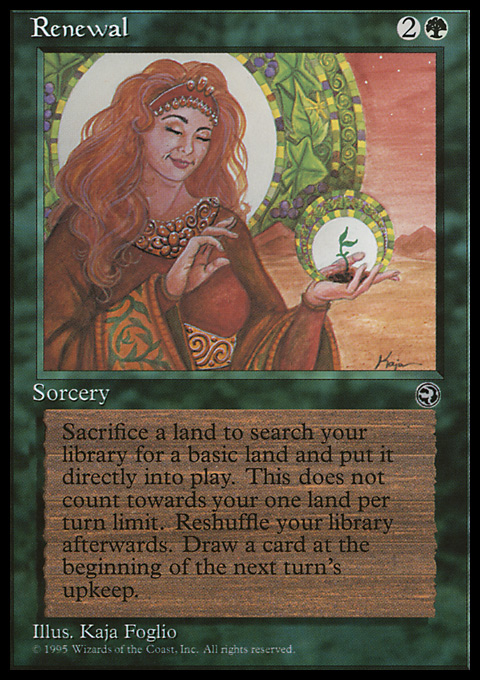 Renewal 2
Kaja
Sorcery
Sacrifice a land to search your
library for a basic land and put it
directly into play. This does not
count towards your one land per
turn limit. Reshuffle your library
afterwards. Draw a card at the
beginning of the next turn's
upkeep.
Illus. Kaja Foglio
© 1995 Wizards of the Coast, Inc. All rights reserved.